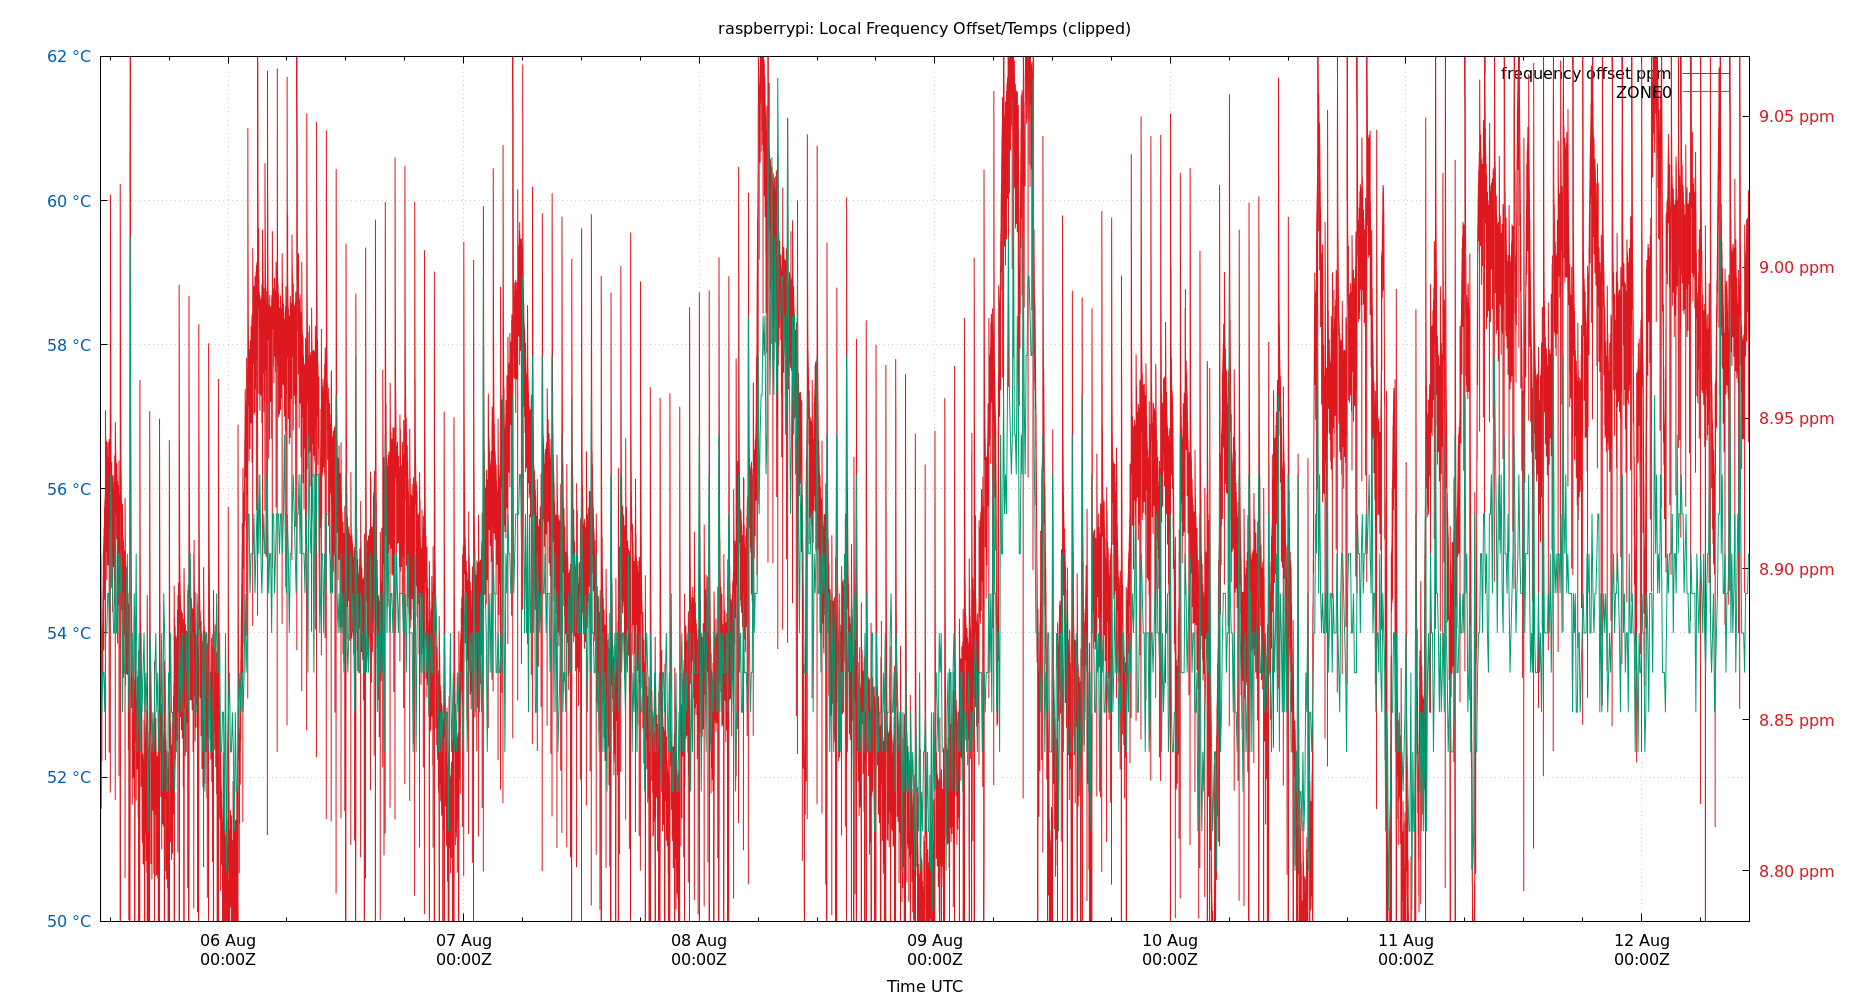 raspberrypi: Local Frequency Offset/Temps (clipped)
62 °C
60 °C
58 °C
56 °C
54 °C
52 °C
50 °C
frequency offset ppm
ZONE0
9.05 ppm
9.00 ppm
8.95 ppm
8.90 ppm
8.85 ppm
8.80 ppm
06 Aug
00:00Z
07 Aug
00:00Z
08 Aug
00:00Z
09 Aug
00:00Z
10 Aug
00:00Z
11 Aug
00:00Z
12 Aug
00:00Z
Time UTC